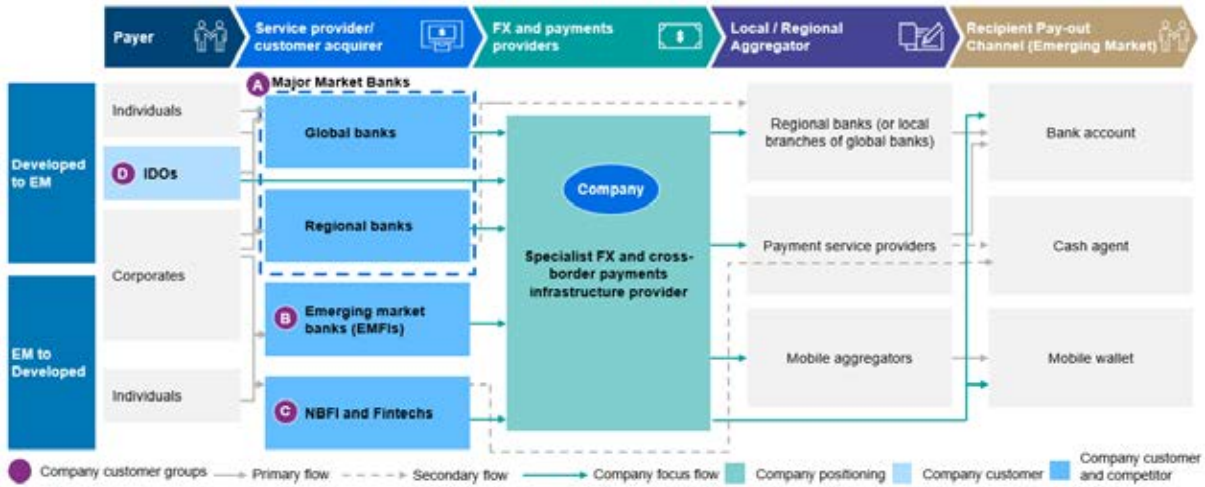 Payer
Service provider/
customer acquirer
FX and payments
providers
Local / Regional
Aggregator
Recipient Pay-out
Channel (Emerging Market)
A Major Market Banks
Developed
to EM
Individuals
Global banks
Regional banks (or local
branches of global banks)
Bank account
D IDOs
Company
Regional banks
Specialist FX and cross-
border payments
infrastructure provider
Payment service providers
Cash agent
Corporates
EM to
Developed
B Emerging market
banks (EMFIs)
Mobile aggregators
Mobile wallet
Individuals
C NBFI and Fintechs
Company customer groups
Primary flow
Secondary flow
Company focus flow
Company positioning
Company customer
Company customer
and competitor